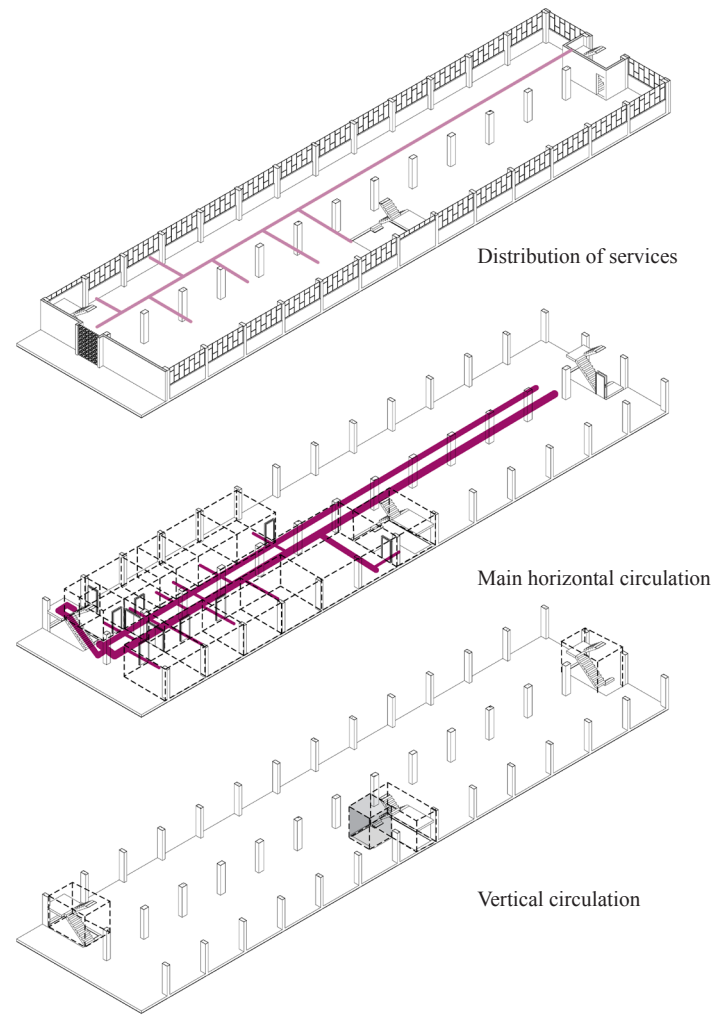 Distribution of services
Main horizontal circulation
Vertical circulation